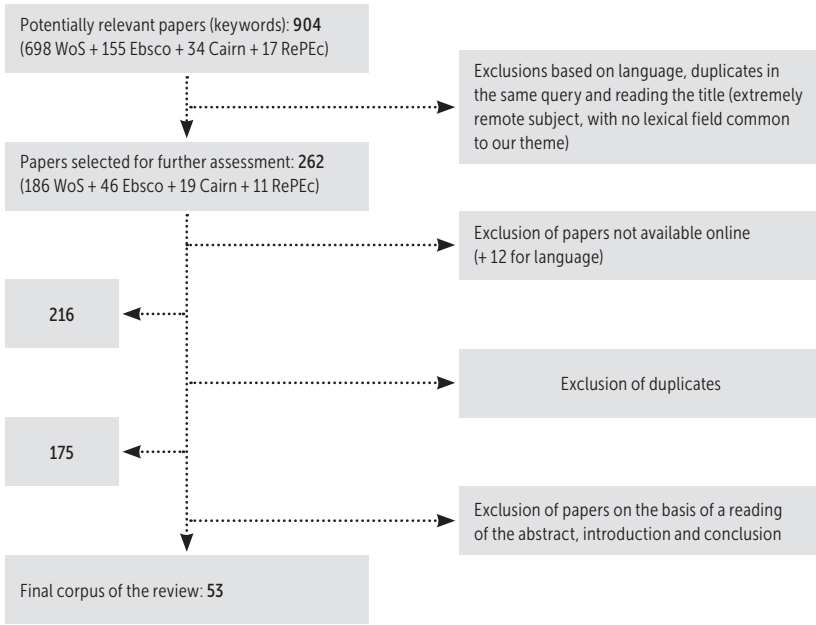 Potentially relevant papers (keywords): 904
(698 WoS + 155 Ebsco + 34 Cairn + 17 RePEc)
Exclusions based on language, duplicates in
the same query and reading the title (extremely
remote subject, with no lexical field common
to our theme)
Papers selected for further assessment: 262
(186 WoS + 46 Ebsco + 19 Cairn + 11 RePEc)
Exclusion of papers not available online
(+ 12 for language)
216
Exclusion of duplicates
175
Exclusion of papers on the basis of a reading
of the abstract, introduction and conclusion
Final corpus of the review: 53